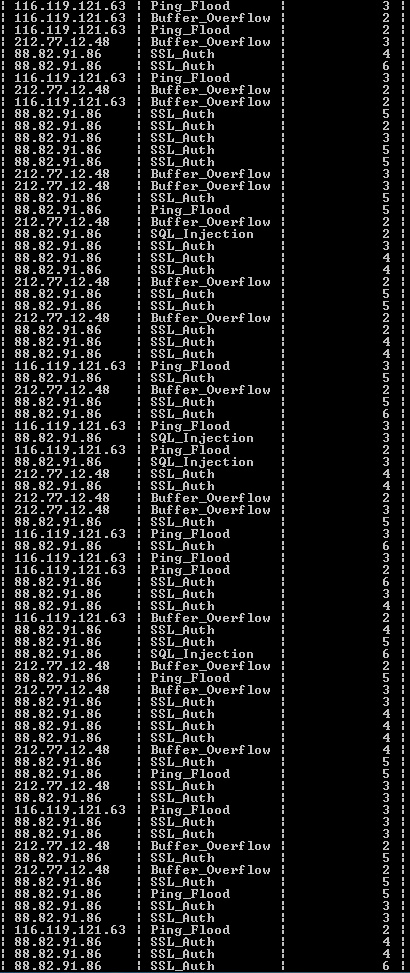 ¦ 116.119.121.63 ¦ Ping_Flood ¦ 3 ¦
¦ 116.119.121.63 ¦ Buffer_Overflow ¦ 2 ¦
¦ 116.119.121.63 ¦ Ping_Flood ¦ 2 ¦
¦ 212.77.12.48 ¦ Buffer_Overflow ¦ 3 ¦
¦ 88.82.91.86 ¦ SSL_Auth ¦ 4 ¦
¦ 88.82.91.86 ¦ SSL_Auth ¦ 6 ¦
¦ 116.119.121.63 ¦ Ping_Flood ¦ 3 ¦
¦ 212.77.12.48 ¦ Buffer_Overflow ¦ 2 ¦
¦ 116.119.121.63 ¦ Buffer_Overflow ¦ 2 ¦
¦ 88.82.91.86 ¦ SSL_Auth ¦ 5 ¦
¦ 88.82.91.86 ¦ SSL_Auth ¦ 2 ¦
¦ 88.82.91.86 ¦ SSL_Auth ¦ 3 ¦
¦ 88.82.91.86 ¦ SSL_Auth ¦ 5 ¦
¦ 88.82.91.86 ¦ SSL_Auth ¦ 5 ¦
¦ 212.77.12.48 ¦ Buffer_Overflow ¦ 3 ¦
¦ 212.77.12.48 ¦ Buffer_Overflow ¦ 3 ¦
¦ 88.82.91.86 ¦ SSL_Auth ¦ 5 ¦
¦ 88.82.91.86 ¦ Ping_Flood ¦ 5 ¦
¦ 212.77.12.48 ¦ Buffer_Overflow ¦ 2 ¦
¦ 88.82.91.86 ¦ SQL_Injection ¦ 2 ¦
¦ 88.82.91.86 ¦ SSL_Auth ¦ 3 ¦
¦ 88.82.91.86 ¦ SSL_Auth ¦ 4 ¦
¦ 88.82.91.86 ¦ SSL_Auth ¦ 4 ¦
¦ 212.77.12.48 ¦ Buffer_Overflow ¦ 2 ¦
¦ 88.82.91.86 ¦ SSL_Auth ¦ 5 ¦
¦ 88.82.91.86 ¦ SSL_Auth ¦ 5 ¦
¦ 212.77.12.48 ¦ Buffer_Overflow ¦ 2 ¦
¦ 88.82.91.86 ¦ SSL_Auth ¦ 2 ¦
¦ 88.82.91.86 ¦ SSL_Auth ¦ 4 ¦
¦ 88.82.91.86 ¦ SSL_Auth ¦ 4 ¦
¦ 116.119.121.63 ¦ Ping_Flood ¦ 3 ¦
¦ 88.82.91.86 ¦ SSL_Auth ¦ 5 ¦
¦ 212.77.12.48 ¦ Buffer_Overflow ¦ 2 ¦
¦ 88.82.91.86 ¦ SSL_Auth ¦ 5 ¦
¦ 88.82.91.86 ¦ SSL_Auth ¦ 6 ¦
¦ 116.119.121.63 ¦ Ping_Flood ¦ 3 ¦
¦ 88.82.91.86 ¦ SQL_Injection ¦ 3 ¦
¦ 116.119.121.63 ¦ Ping_Flood ¦ 2 ¦
¦ 88.82.91.86 ¦ SQL_Injection ¦ 3 ¦
¦ 212.77.12.48 ¦ SSL_Auth ¦ 4 ¦
¦ 88.82.91.86 ¦ SSL_Auth ¦ 4 ¦
¦ 212.77.12.48 ¦ Buffer_Overflow ¦ 2 ¦
¦ 212.77.12.48 ¦ Buffer_Overflow ¦ 3 ¦
¦ 88.82.91.86 ¦ SSL_Auth ¦ 5 ¦
¦ 116.119.121.63 ¦ Ping_Flood ¦ 3 ¦
¦ 88.82.91.86 ¦ SSL_Auth ¦ 6 ¦
¦ 116.119.121.63 ¦ Ping_Flood ¦ 3 ¦
¦ 116.119.121.63 ¦ Ping_Flood ¦ 2 ¦
¦ 88.82.91.86 ¦ SSL_Auth ¦ 6 ¦
¦ 88.82.91.86 ¦ SSL_Auth ¦ 3 ¦
¦ 88.82.91.86 ¦ SSL_Auth ¦ 4 ¦
¦ 116.119.121.63 ¦ Buffer_Overflow ¦ 2 ¦
¦ 88.82.91.86 ¦ SSL_Auth ¦ 4 ¦
¦ 88.82.91.86 ¦ SSL_Auth ¦ 5 ¦
¦ 88.82.91.86 ¦ SQL_Injection ¦ 6 ¦
¦ 212.77.12.48 ¦ Buffer_Overflow ¦ 2 ¦
¦ 88.82.91.86 ¦ Ping_Flood ¦ 5 ¦
¦ 212.77.12.48 ¦ Buffer_Overflow ¦ 3 ¦
¦ 88.82.91.86 ¦ SSL_Auth ¦ 3 ¦
¦ 88.82.91.86 ¦ SSL_Auth ¦ 4 ¦
¦ 88.82.91.86 ¦ SSL_Auth ¦ 4 ¦
¦ 88.82.91.86 ¦ SSL_Auth ¦ 4 ¦
¦ 212.77.12.48 ¦ Buffer_Overflow ¦ 4 ¦
¦ 88.82.91.86 ¦ SSL_Auth ¦ 5 ¦
¦ 88.82.91.86 ¦ Ping_Flood ¦ 5 ¦
¦ 212.77.12.48 ¦ SSL_Auth ¦ 3 ¦
¦ 88.82.91.86 ¦ SSL_Auth ¦ 3 ¦
¦ 116.119.121.63 ¦ Ping_Flood ¦ 3 ¦
¦ 88.82.91.86 ¦ SSL_Auth ¦ 3 ¦
¦ 88.82.91.86 ¦ SSL_Auth ¦ 3 ¦
¦ 212.77.12.48 ¦ Buffer_Overflow ¦ 2 ¦
¦ 88.82.91.86 ¦ SSL_Auth ¦ 5 ¦
¦ 212.77.12.48 ¦ Buffer_Overflow ¦ 2 ¦
¦ 88.82.91.86 ¦ SSL_Auth ¦ 5 ¦
¦ 88.82.91.86 ¦ Ping_Flood ¦ 5 ¦
¦ 88.82.91.86 ¦ SSL_Auth ¦ 3 ¦
¦ 88.82.91.86 ¦ SSL_Auth ¦ 3 ¦
¦ 116.119.121.63 ¦ Ping_Flood ¦ 2 ¦
¦ 88.82.91.86 ¦ SSL_Auth ¦ 4 ¦
¦ 88.82.91.86 ¦ SSL_Auth ¦ 4 ¦
¦ 88.82.91.86 ¦ SSL_Auth ¦ 6 ¦